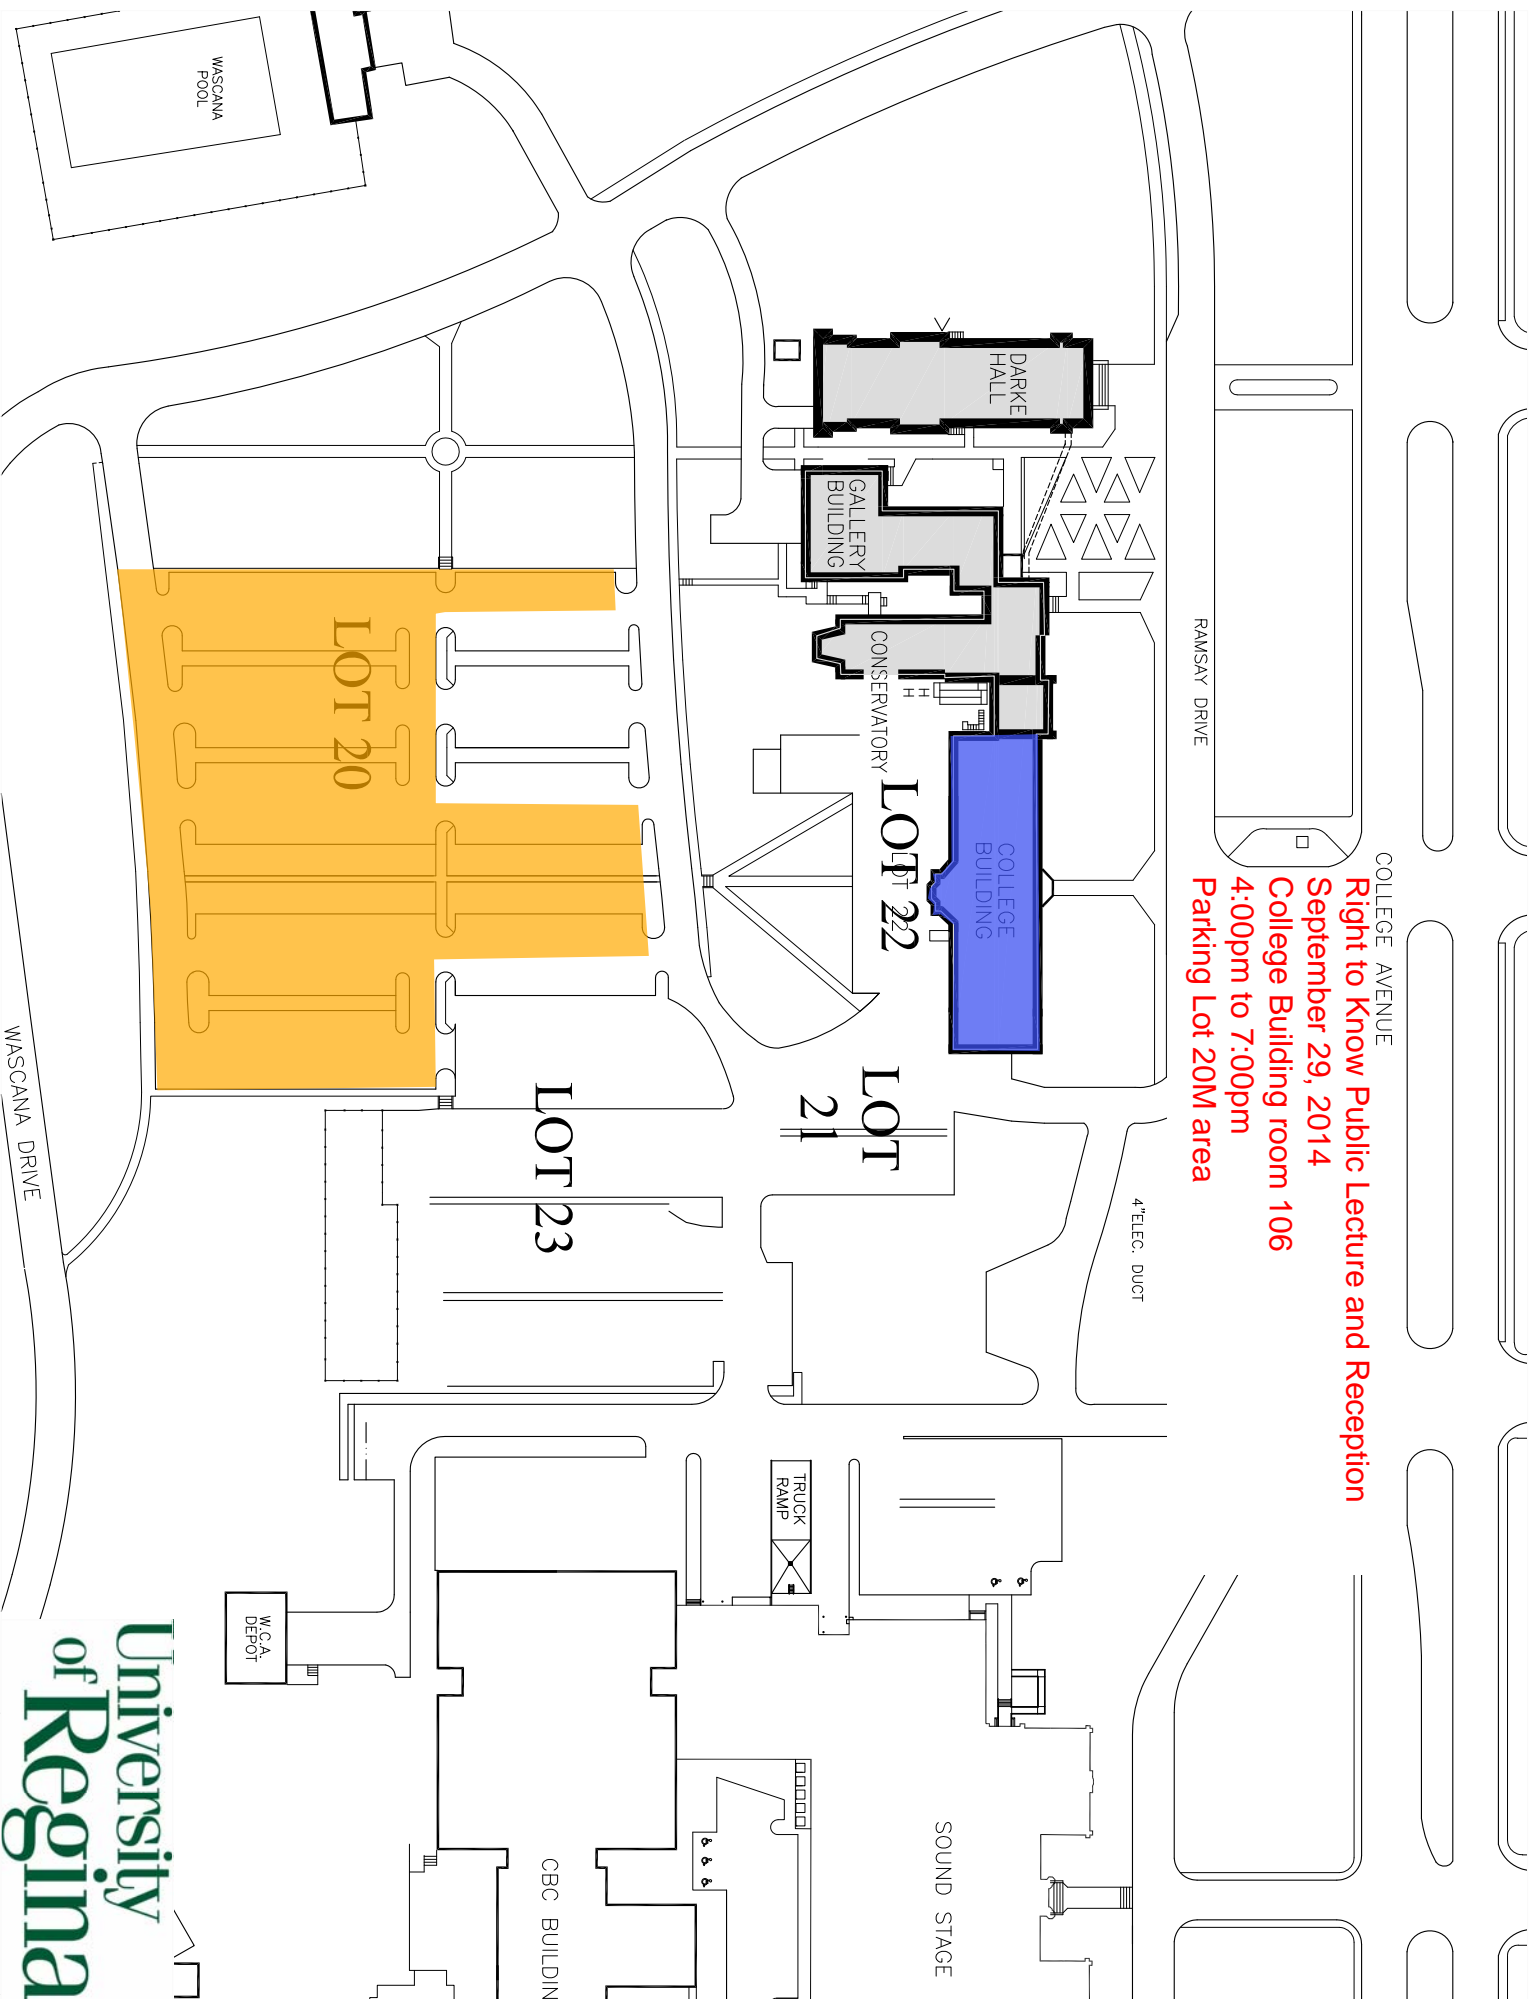 COLLEGE AVENUE
Right to Know Public Lecture and Reception
September 29, 2014
College Building room 106
4:00pm to 7:00pm
Parking Lot 20M area
RAMSAY DRIVE
4"ELEC. DUCT
DARKE
HALL
GALLERY
BUILDING
CONSERVATORY
H
H
COLLEGE
BUILDING
LOT 22
LOT 22
LOT
21
LOT 20
LOT 23
WASCANA
POOL
WASCANA DRIVE
TRUCK
RAMP
W.C.A.
DEPOT
SOUND STAGE
CBC BUILDIN
University
of Regina